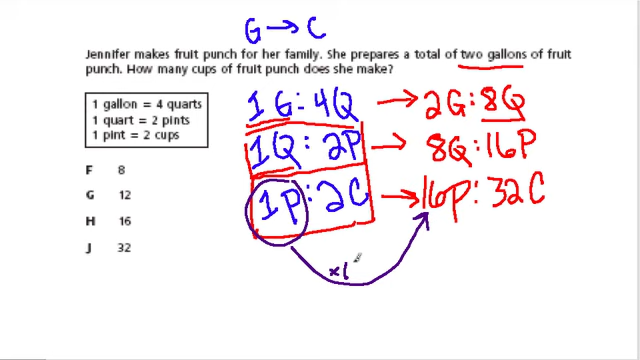 G → C
Jennifer makes fruit punch for her family. She prepares a total of two gallons of fruit
punch. How many cups of fruit punch does she make?
1 gallon = 4 quarts
1 quart = 2 pints
1 pint = 2 cups
1G : 4Q → 2G : 8Q
1Q : 2P → 8Q : 16P
1P : 2C → 16P : 32C
F 8
G 12
H 16
J 32
×1